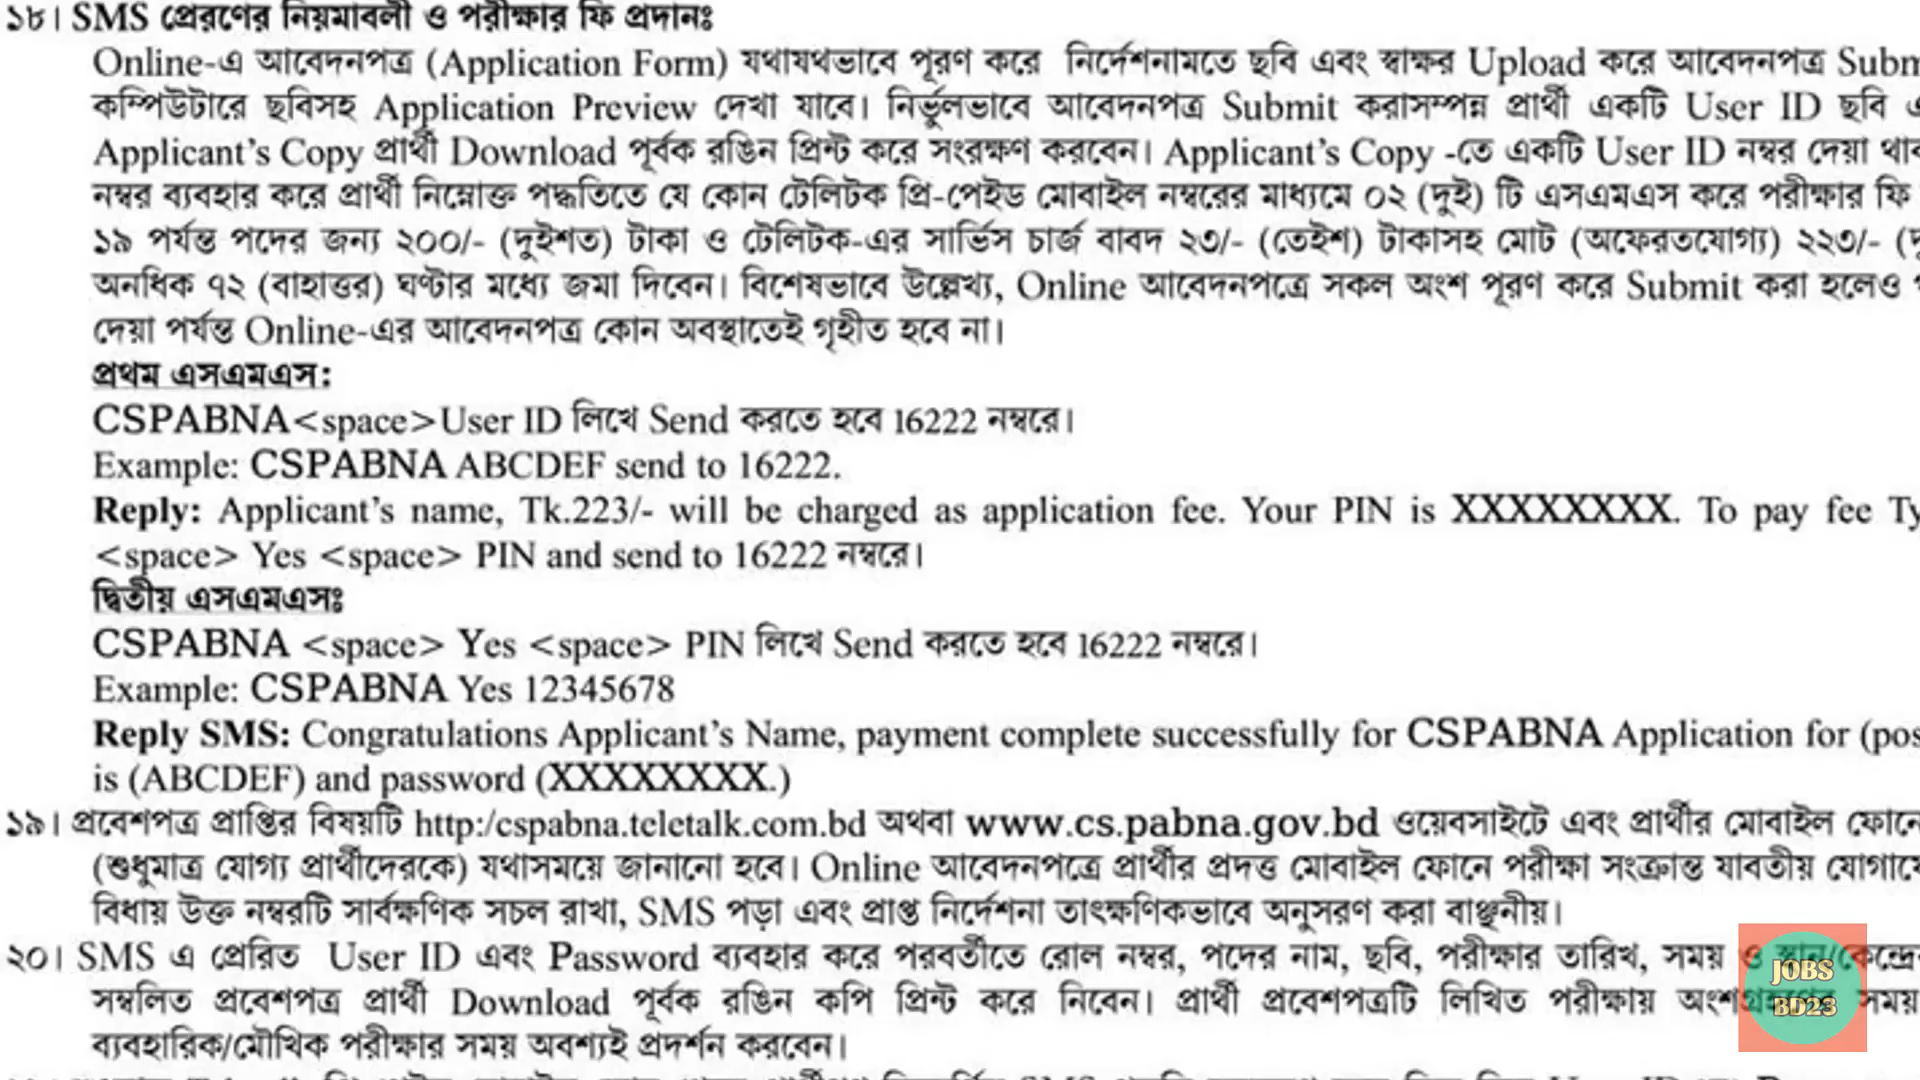 ১৮। SMS প্রেরণের নিয়মাবলী ও পরীক্ষার ফি প্রদানঃ
Online-এ আবেদনপত্র (Application Form) যথাযথভাবে পূরণ করে নির্দেশনামতে ছবি এবং স্বাক্ষর Upload করে আবেদনপত্র
কম্পিউটারে ছবিসহ Application Preview দেখা যাবে। নির্ভুলভাবে আবেদনপত্র Submit করাসম্পন্ন প্রার্থী একটি User ID ছবি
Applicant’s Copy প্রার্থী Download পূর্বক রঙিন প্রিন্ট করে সংরক্ষণ করবেন। Applicant’s Copy -তে একটি User ID নম্বর দেয়া
নম্বর ব্যবহার করে প্রার্থী নিম্নোক্ত পদ্ধতিতে যে কোন টেলিটক প্রি-পেইড মোবাইল নম্বরের মাধ্যমে ০২ (দুই) টি এসএমএস করে পরীক্ষার ফি
১৯ পর্যন্ত পদের জন্য ২০০/- (দুইশত) টাকা ও টেলিটক-এর সার্ভিস চার্জ বাবদ ২৩/- (তেইশ) টাকাসহ মোট (অফেরতযোগ্য) ২২৩/-
অনধিক ৭২ (বাহাত্তর) ঘণ্টার মধ্যে জমা দিবেন। বিশেষভাবে উল্লেখ্য, Online আবেদনপত্রে সকল অংশ পূরণ করে Submit করা হলেও
দেয়া পর্যন্ত Online-এর আবেদনপত্র কোন অবস্থাতেই গৃহীত হবে না।
প্রথম এসএমএস:
CSPABNA<space>User ID লিখে Send করতে হবে 16222 নম্বরে।
Example: CSPABNA ABCDEF send to 16222.
Reply: Applicant’s name, Tk.223/- will be charged as application fee. Your PIN is XXXXXXXX. To pay fee
<space> Yes <space> PIN and send to 16222 নম্বরে।
দ্বিতীয় এসএমএসঃ
CSPABNA <space> Yes <space> PIN লিখে Send করতে হবে 16222 নম্বরে।
Example: CSPABNA Yes 12345678
Reply SMS: Congratulations Applicant’s Name, payment complete successfully for CSPABNA Application for
is (ABCDEF) and password (XXXXXXXX.)
১৯। প্রবেশপত্র প্রাপ্তির বিষয়টি http:/cspabna.teletalk.com.bd অথবা www.cs.pabna.gov.bd ওয়েবসাইটে এবং প্রার্থীর মোবাইল ফোনে
(শুধুমাত্র যোগ্য প্রার্থীদেরকে) যথাসময়ে জানানো হবে। Online আবেদনপত্রে প্রার্থীর প্রদত্ত মোবাইল ফোনে পরীক্ষা সংক্রান্ত যাবতীয়
বিধায় উক্ত নম্বরটি সার্বক্ষণিক সচল রাখা, SMS পড়া এবং প্রাপ্ত নির্দেশনা তাৎক্ষণিকভাবে অনুসরণ করা বাঞ্ছনীয়।
২০। SMS এ প্রেরিত User ID এবং Password ব্যবহার করে পরবর্তীতে রোল নম্বর, পদের নাম, ছবি, পরীক্ষার তারিখ, সময় ও স্থান/কেন্দ্রে
সম্বলিত প্রবেশপত্র প্রার্থী Download পূর্বক রঙিন কপি প্রিন্ট করে নিবেন। প্রার্থী প্রবেশপত্রটি লিখিত পরীক্ষায় অংশগ্রহণের সময়
ব্যবহারিক/মৌখিক পরীক্ষার সময় অবশ্যই প্রদর্শন করবেন।
JOBS
BD23